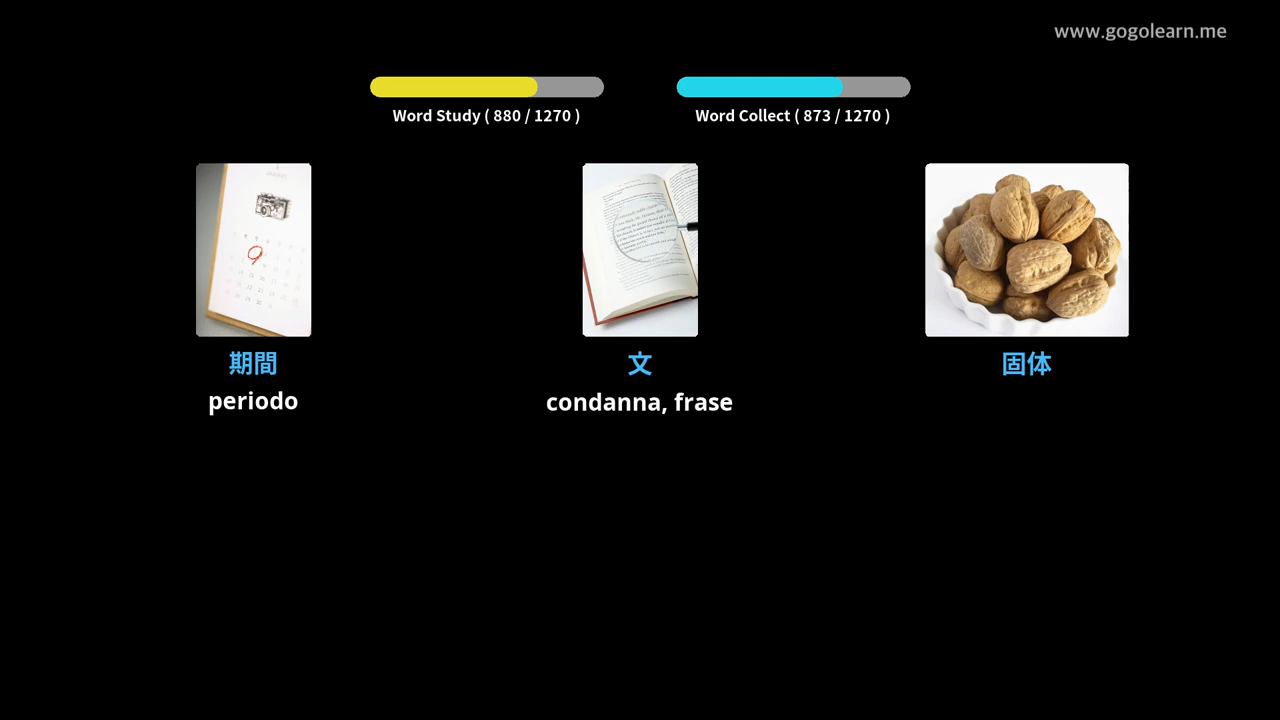 www.gogolearn.me
Word Study ( 880 / 1270 )
Word Collect ( 873 / 1270 )
期間
文
固体
periodo
condanna, frase